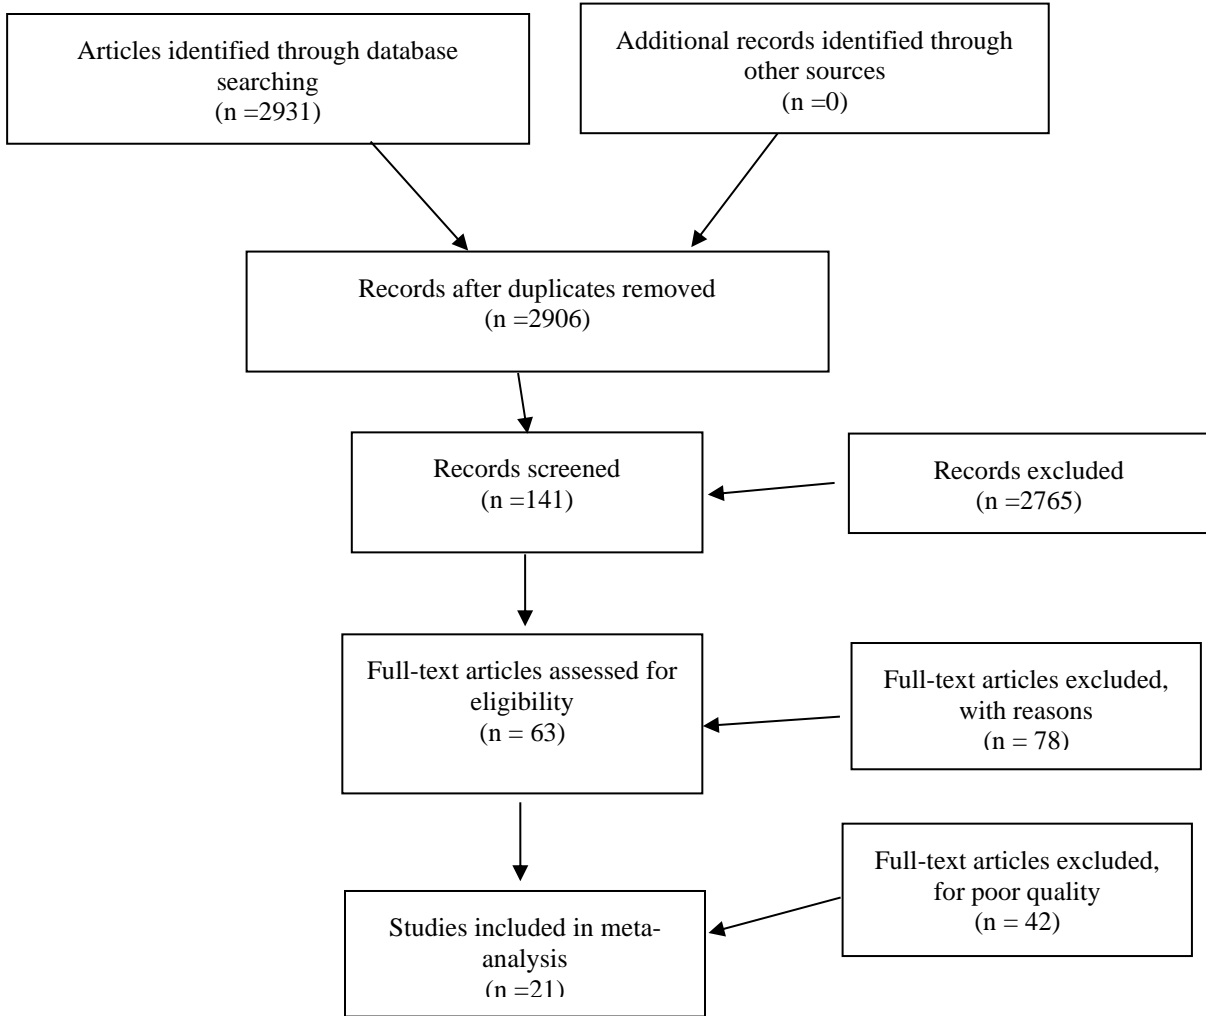 Articles identified through database
searching
(n =2931)
Additional records identified through
other sources
(n =0)
Records after duplicates removed
(n =2906)
Records screened
(n =141)
Records excluded
(n =2765)
Full-text articles assessed for
eligibility
(n = 63)
Full-text articles excluded,
with reasons
(n = 78)
Full-text articles excluded,
for poor quality
(n = 42)
Studies included in meta-
analysis
(n =21)